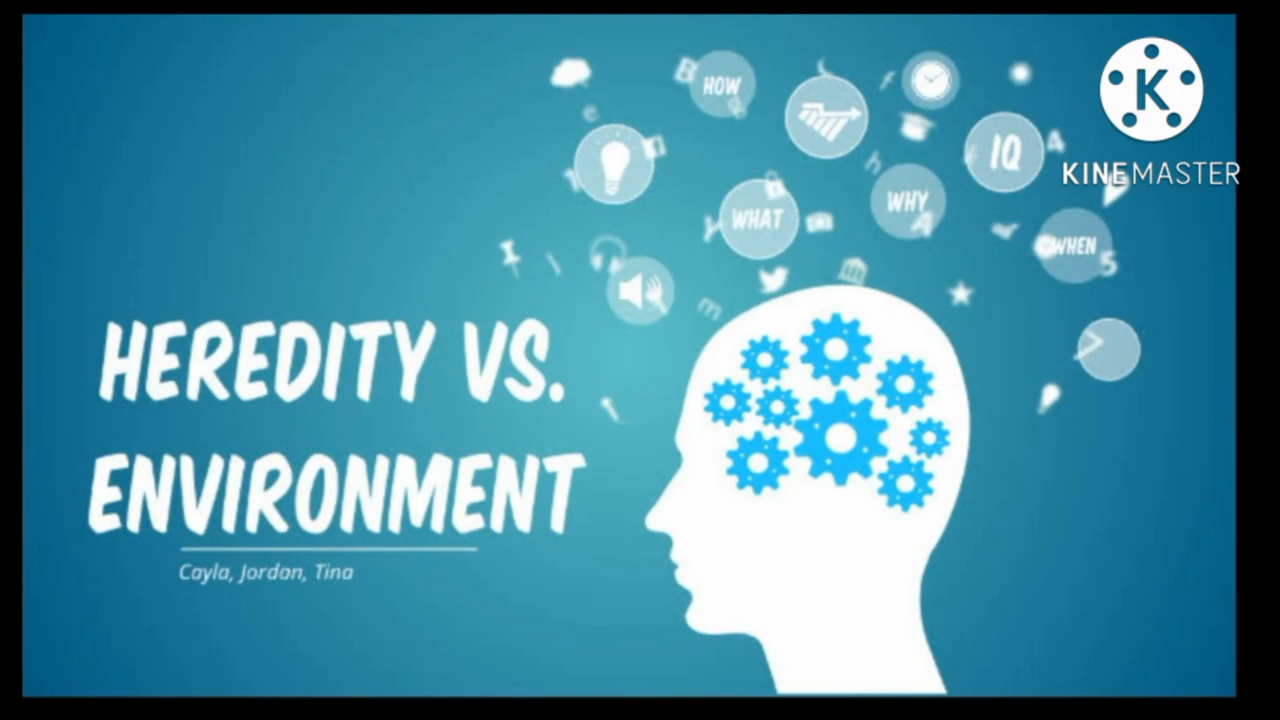 HOW
IQ
KINEMASTER
WHAT
WHY
WHEN
HEREDITY VS.
ENVIRONMENT
Cayla, Jordan, Tina